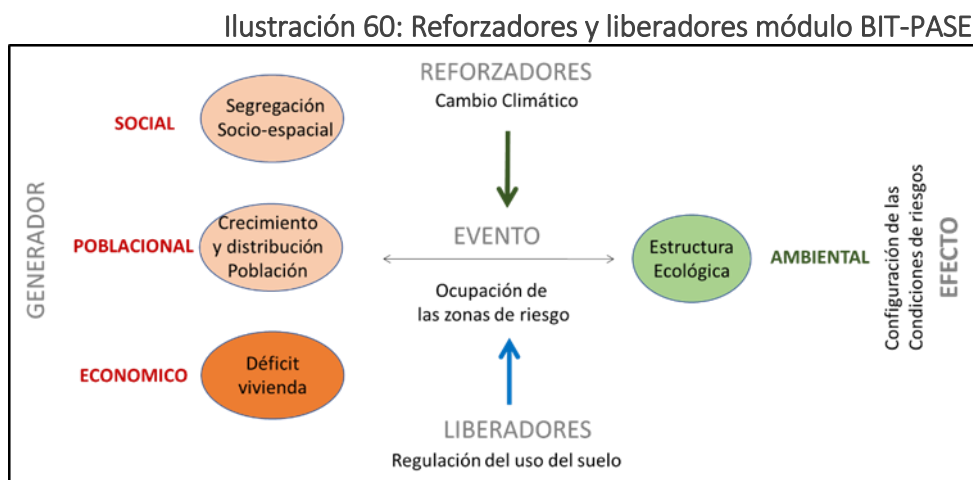 Ilustración 60: Reforzadores y liberadores módulo BIT-PASE
REFORZADORES
Cambio Climático
GENERADOR
SOCIAL
Segregación
Socio-espacial
POBLACIONAL
Crecimiento
y distribución
Población
ECONOMICO
Déficit
vivienda
EVENTO
Ocupación de
las zonas de riesgo
LIBERADORES
Regulación del uso del suelo
Estructura
Ecológica
AMBIENTAL
Configuración de las
Condiciones de riesgos
EFECTO